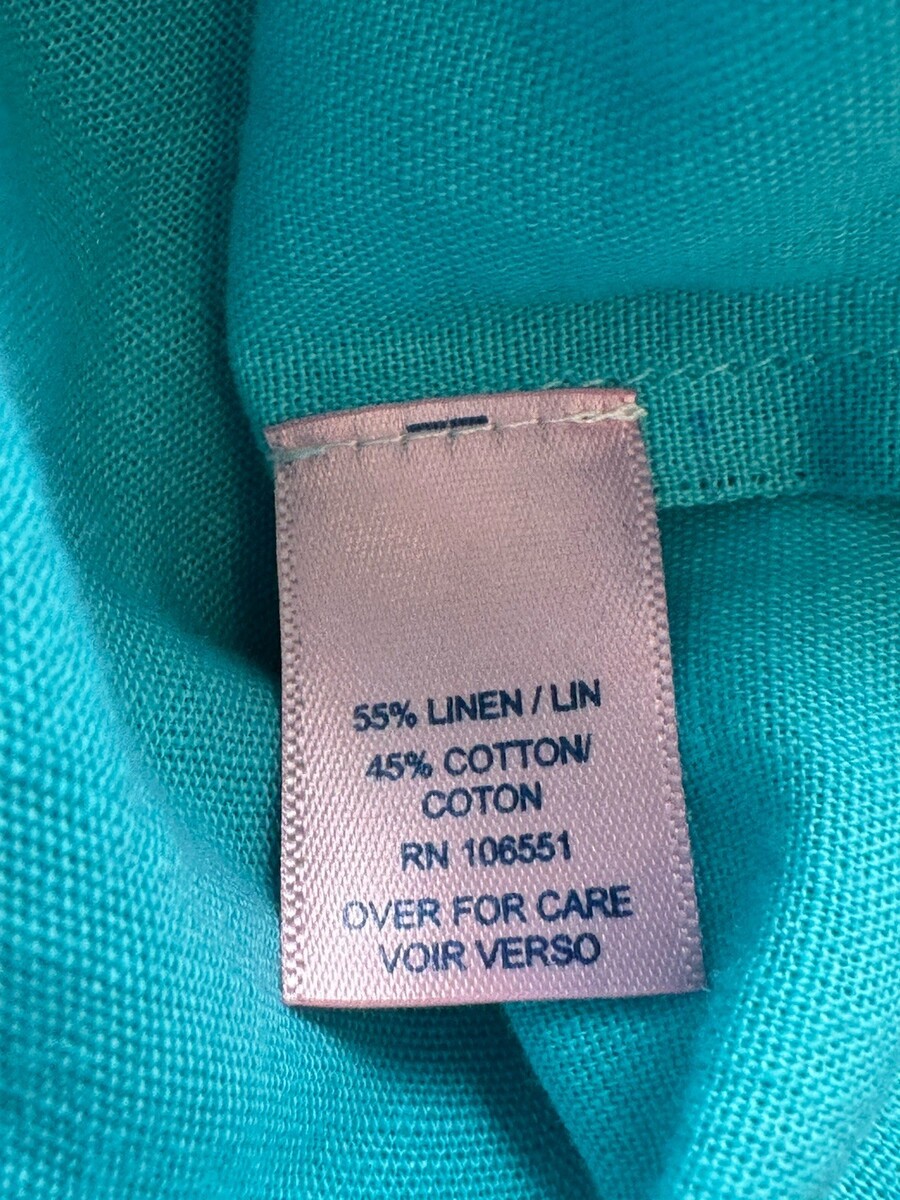 55% LINEN / LIN
45% COTTON/
COTON
RN 106551
OVER FOR CARE
VOIR VERSO